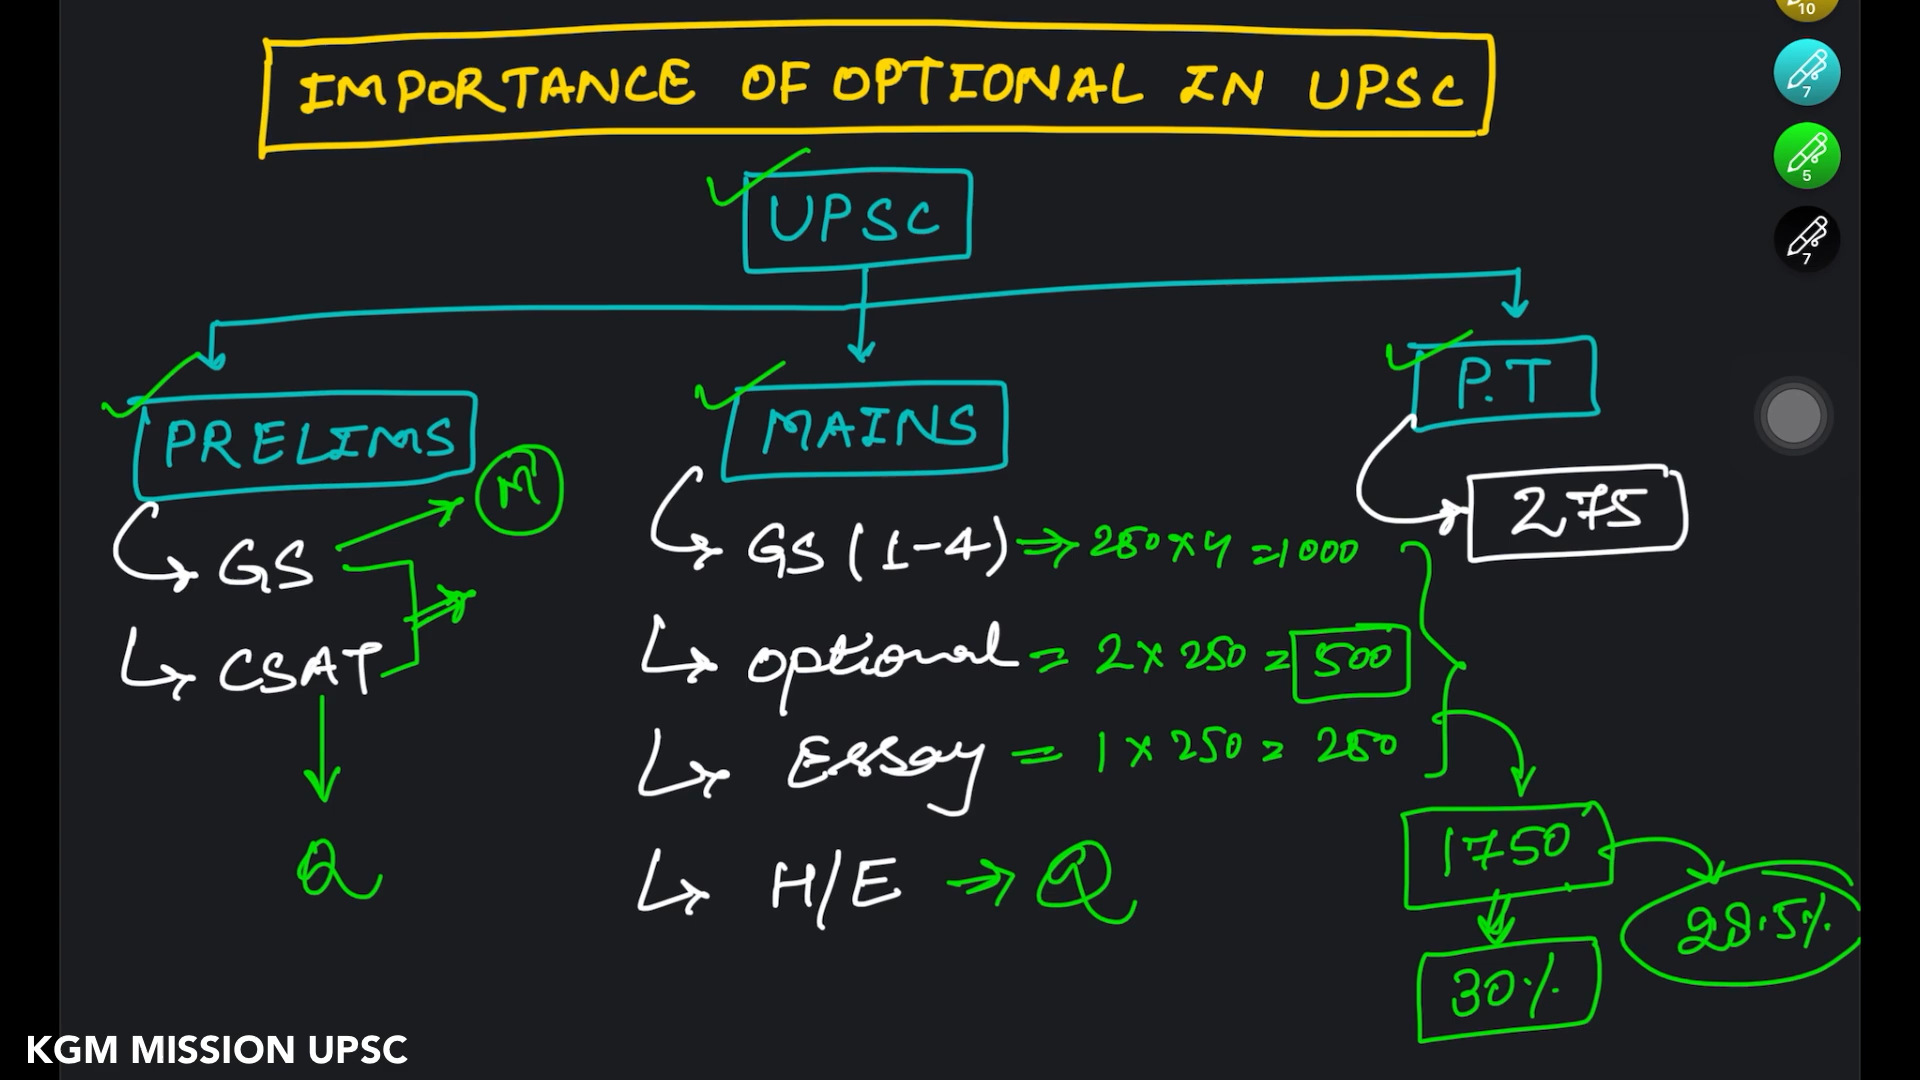 IMPORTANCE OF OPTIONAL IN UPSC
10
7
5
7
UPSC
PRELIMS
MAINS
P.T
M
275
GS
GS (1-4) ⇒ 250×4 = 1000
CSAT
optional = 2 × 250 = 500
Essay = 1 × 250 = 250
Q
H/E → Q
1750
28.5%
30%
KGM MISSION UPSC